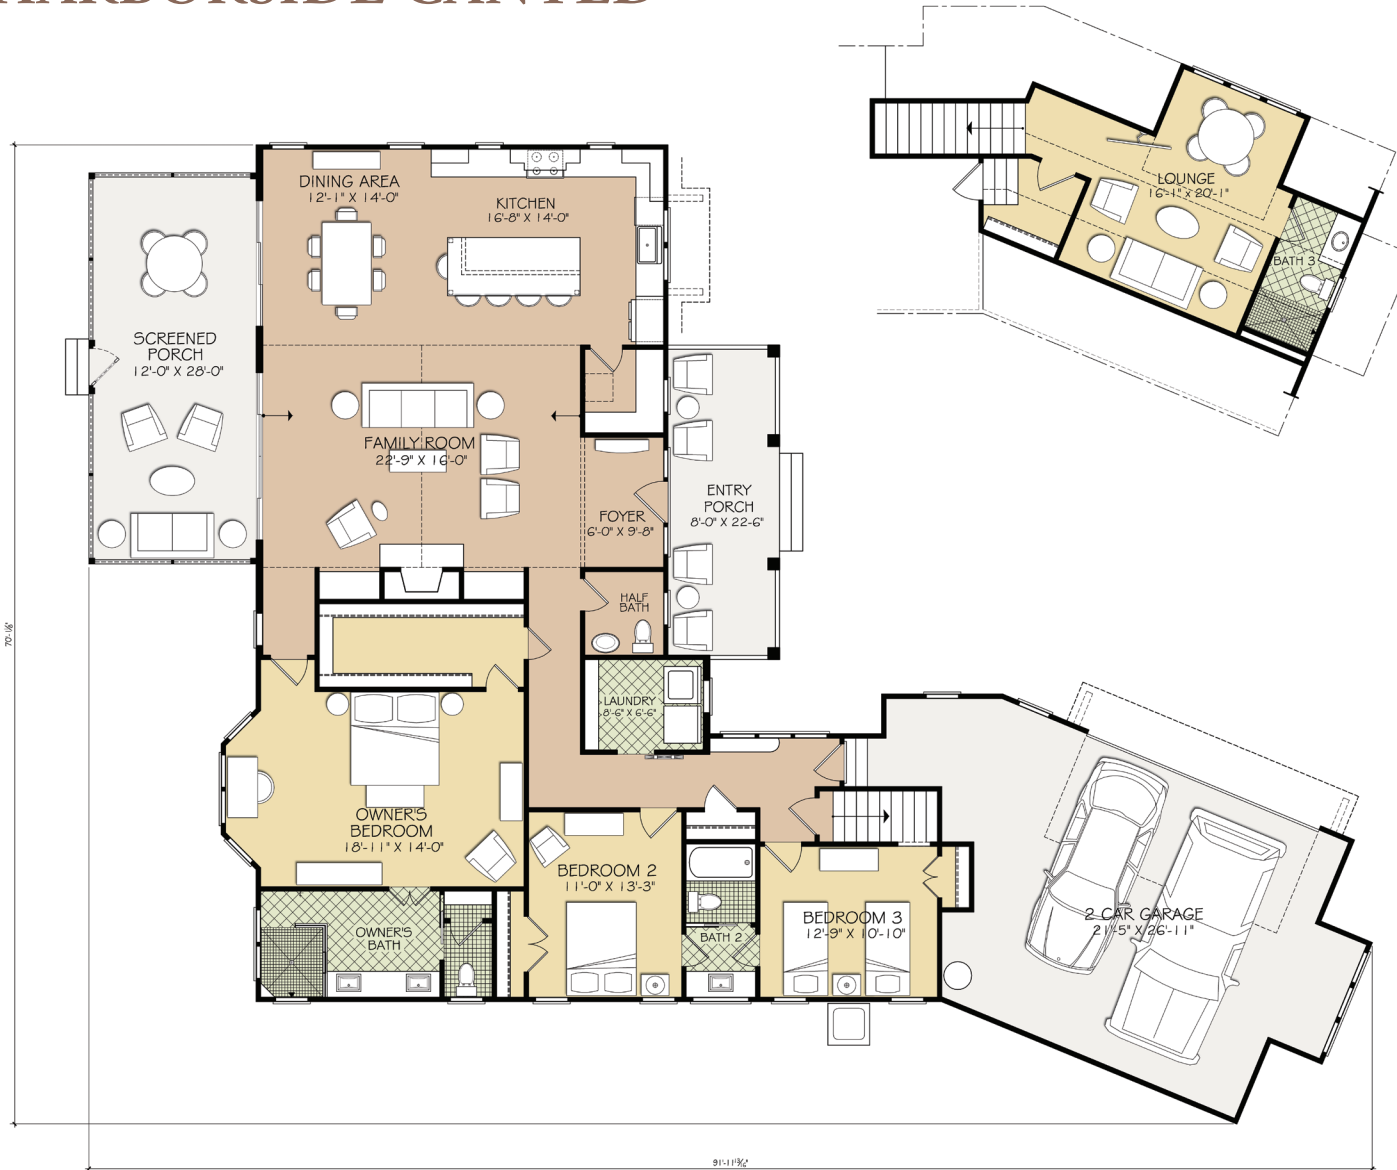 HARBORSIDE CANTED
DINING AREA
12'-1" X 14'-0"
KITCHEN
16'-8" X 14'-0"
SCREENED
PORCH
12'-0" X 28'-0"
FAMILY ROOM
22'-9" X 16'-0"
FOYER
6'-0" X 9'-8"
ENTRY
PORCH
8'-0" X 22'-6"
HALF
BATH
LAUNDRY
8'-6" X 6'-6"
OWNER'S
BEDROOM
18'-11" X 14'-0"
OWNER'S
BATH
BEDROOM 2
11'-0" X 13'-3"
BATH 2
BEDROOM 3
12'-9" X 10'-10"
2 CAR GARAGE
21'-5" X 26'-11"
LOUNGE
16'-1" X 20'-1"
BATH 3